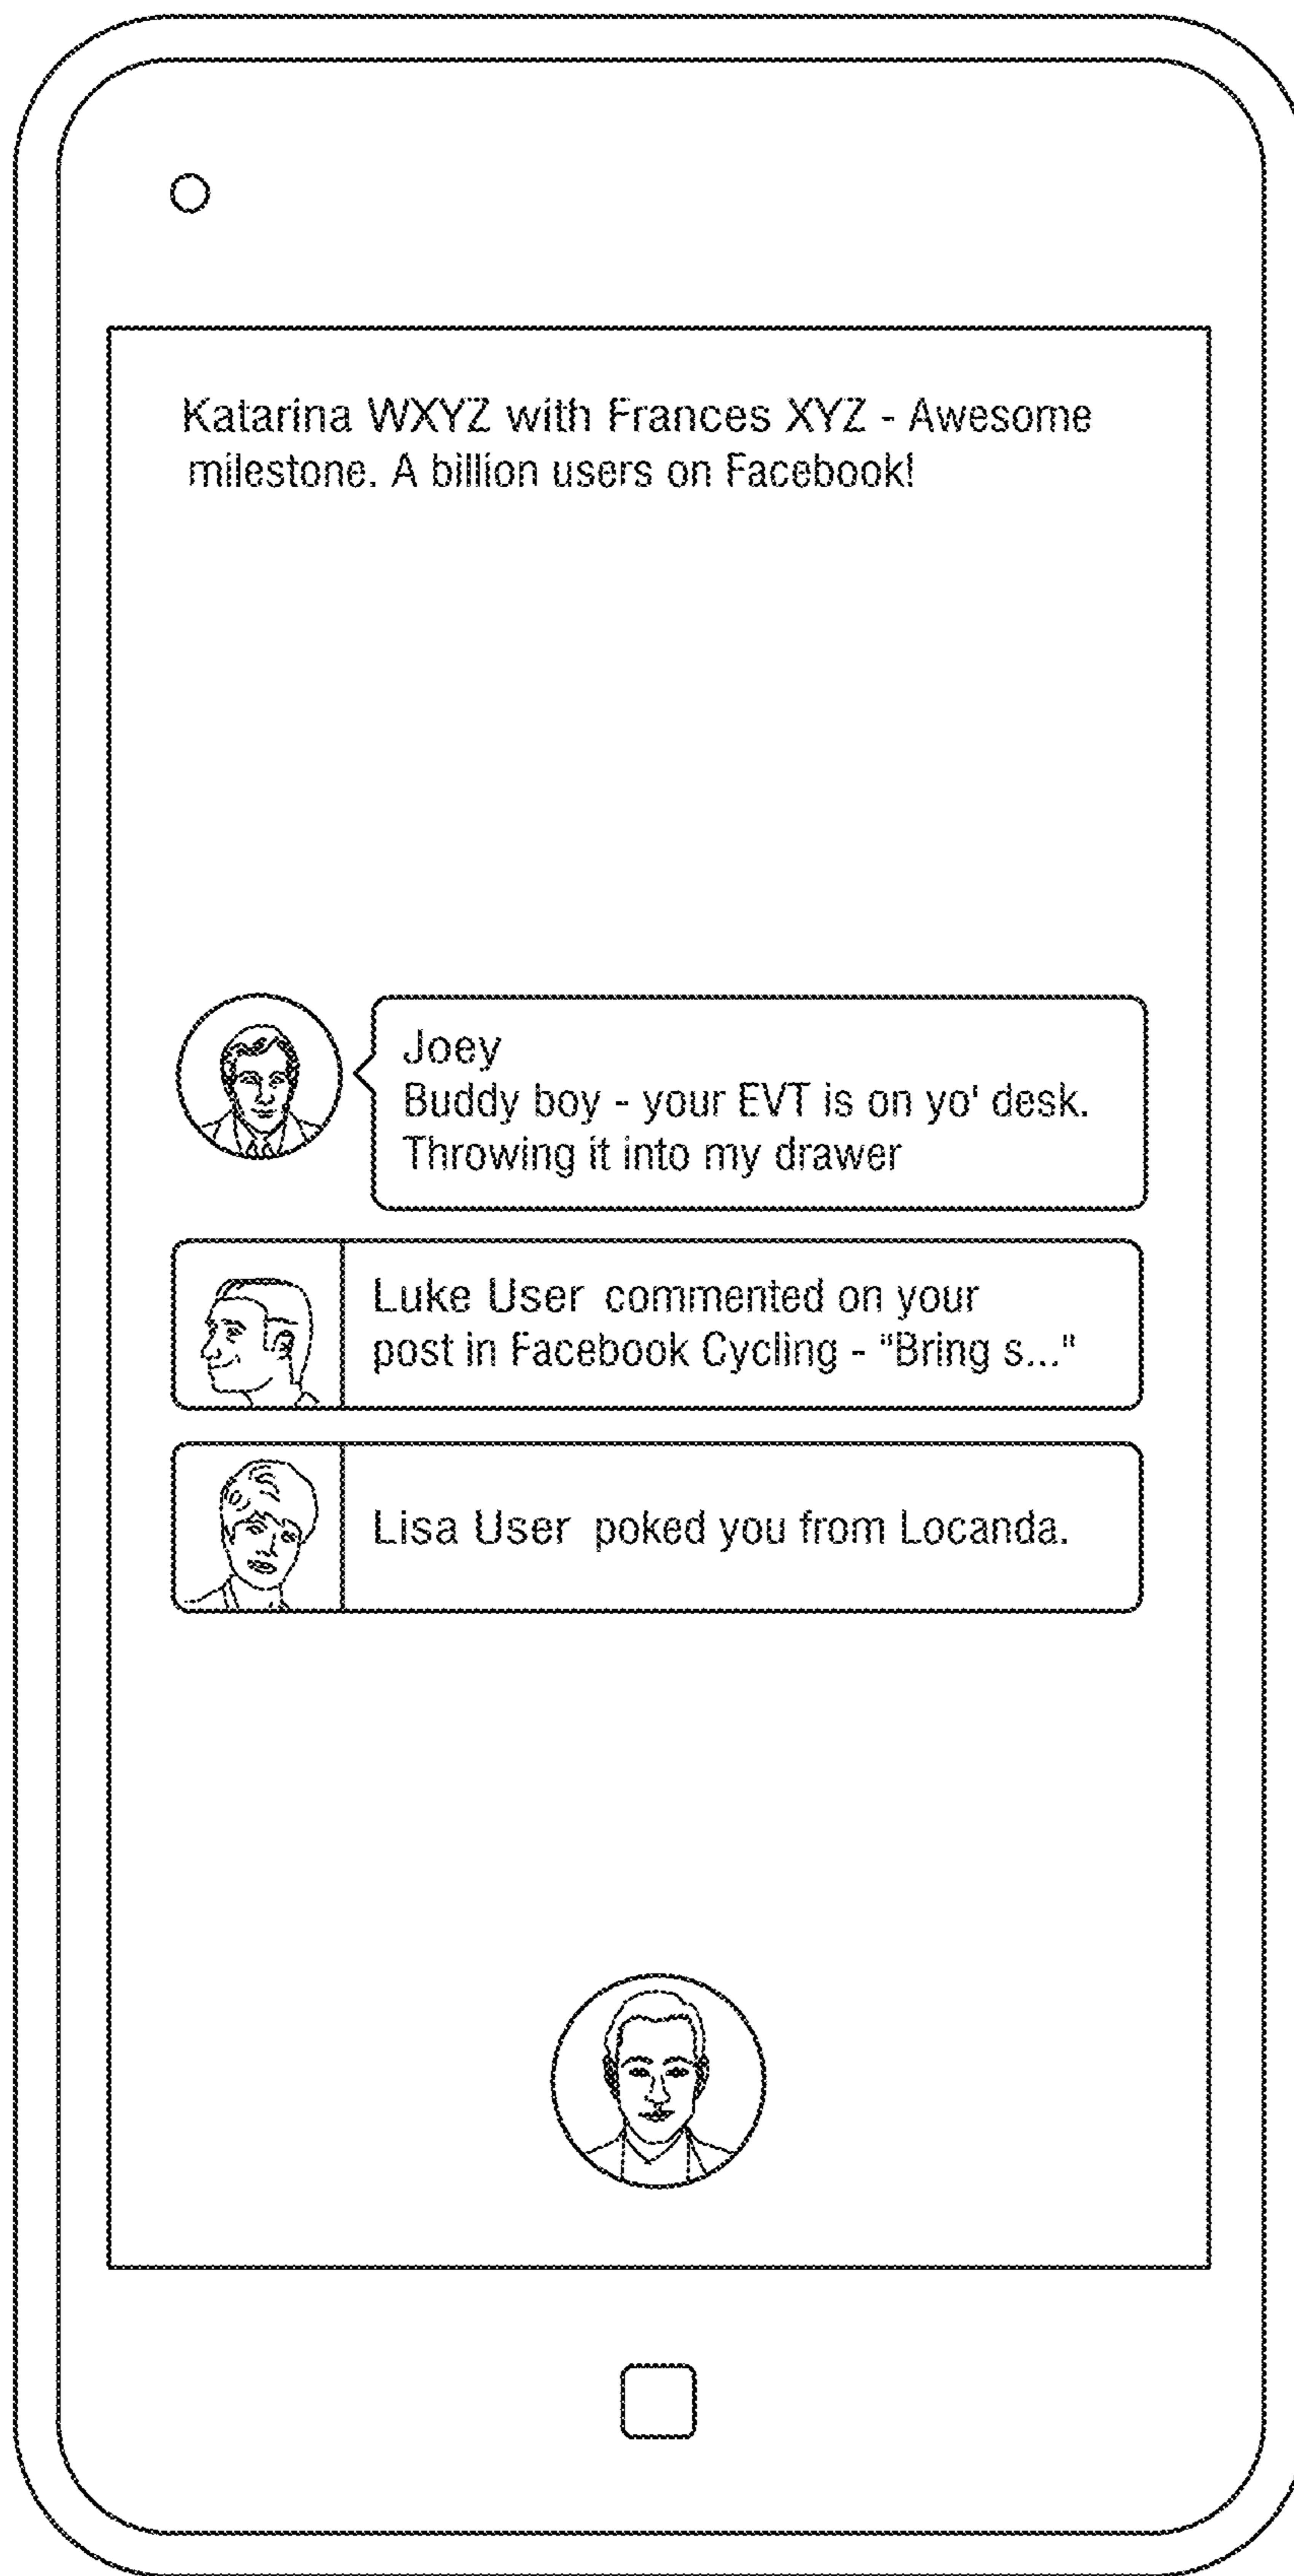 Katarina WXYZ with Frances XYZ - Awesome
milestone. A billion users on Facebook!
Joey
Buddy boy - your EVT is on yo' desk.
Throwing it into my drawer
Luke User commented on your
post in Facebook Cycling - "Bring s..."
Lisa User poked you from Locanda.